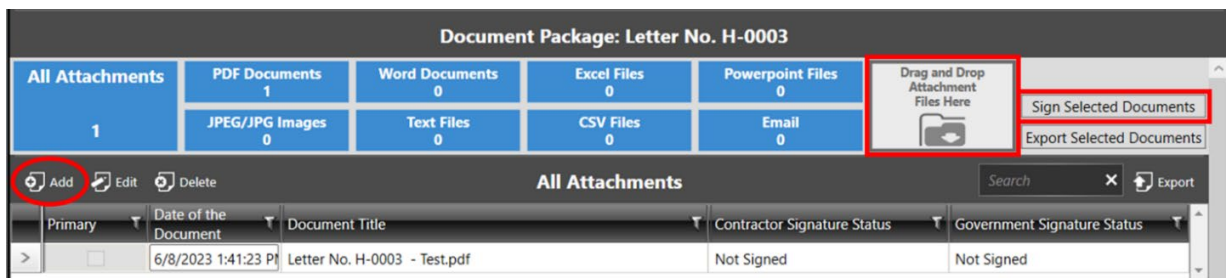 Document Package: Letter No. H-0003
All Attachments
1
PDF Documents
1
Word Documents
0
Excel Files
0
Powerpoint Files
0
JPEG/JPG Images
0
Text Files
0
CSV Files
0
Email
0
Drag and Drop
Attachment
Files Here
Sign Selected Documents
Export Selected Documents
Add Edit Delete
All Attachments
Search
Export
Primary
Date of the
Document
Document Title
Contractor Signature Status
Government Signature Status
6/8/2023 1:41:23 PM Letter No. H-0003 - Test.pdf Not Signed Not Signed